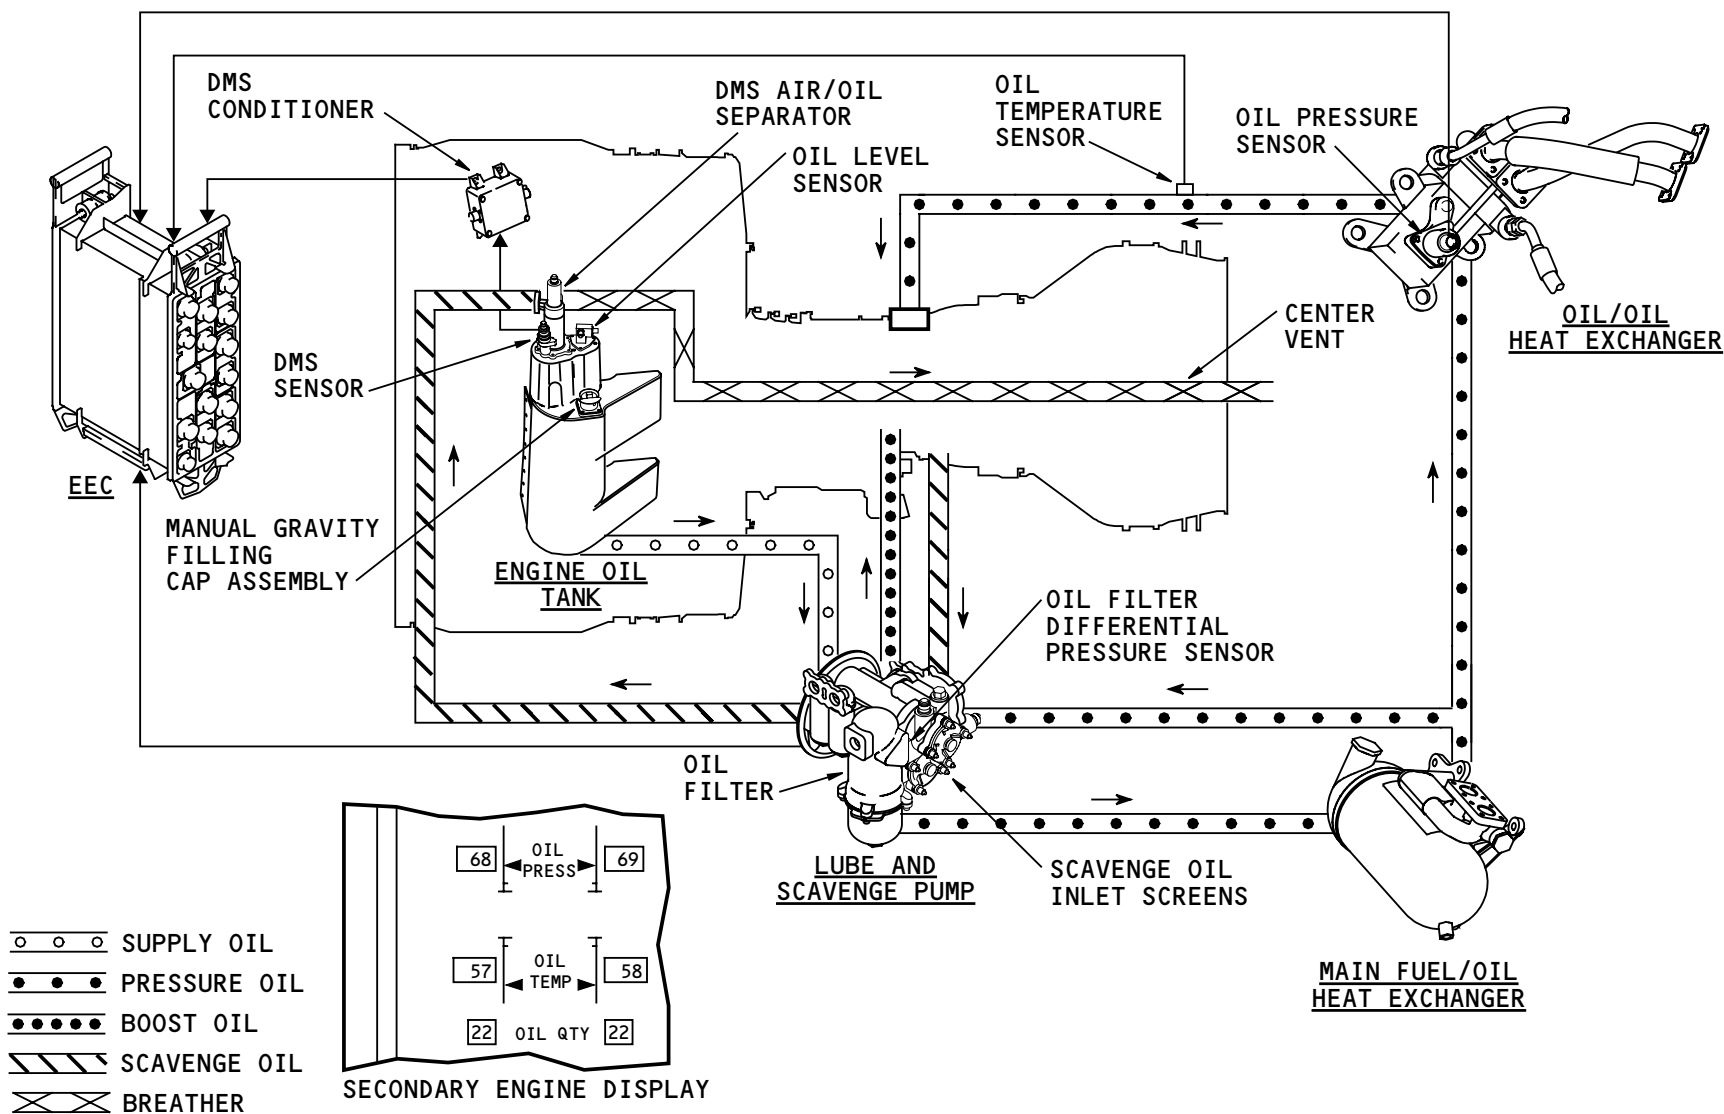 DMS
CONDITIONER
DMS AIR/OIL
SEPARATOR
OIL LEVEL
SENSOR
OIL
TEMPERATURE
SENSOR
OIL PRESSURE
SENSOR
OIL/OIL
HEAT EXCHANGER
CENTER
VENT
DMS
SENSOR
EEC
MANUAL GRAVITY
FILLING
CAP ASSEMBLY
ENGINE OIL
TANK
OIL FILTER
DIFFERENTIAL
PRESSURE SENSOR
OIL
FILTER
LUBE AND
SCAVENGE PUMP
SCAVENGE OIL
INLET SCREENS
MAIN FUEL/OIL
HEAT EXCHANGER
68 OIL PRESS 69
57 OIL TEMP 58
22 OIL QTY 22
SECONDARY ENGINE DISPLAY
SUPPLY OIL
PRESSURE OIL
BOOST OIL
SCAVENGE OIL
BREATHER